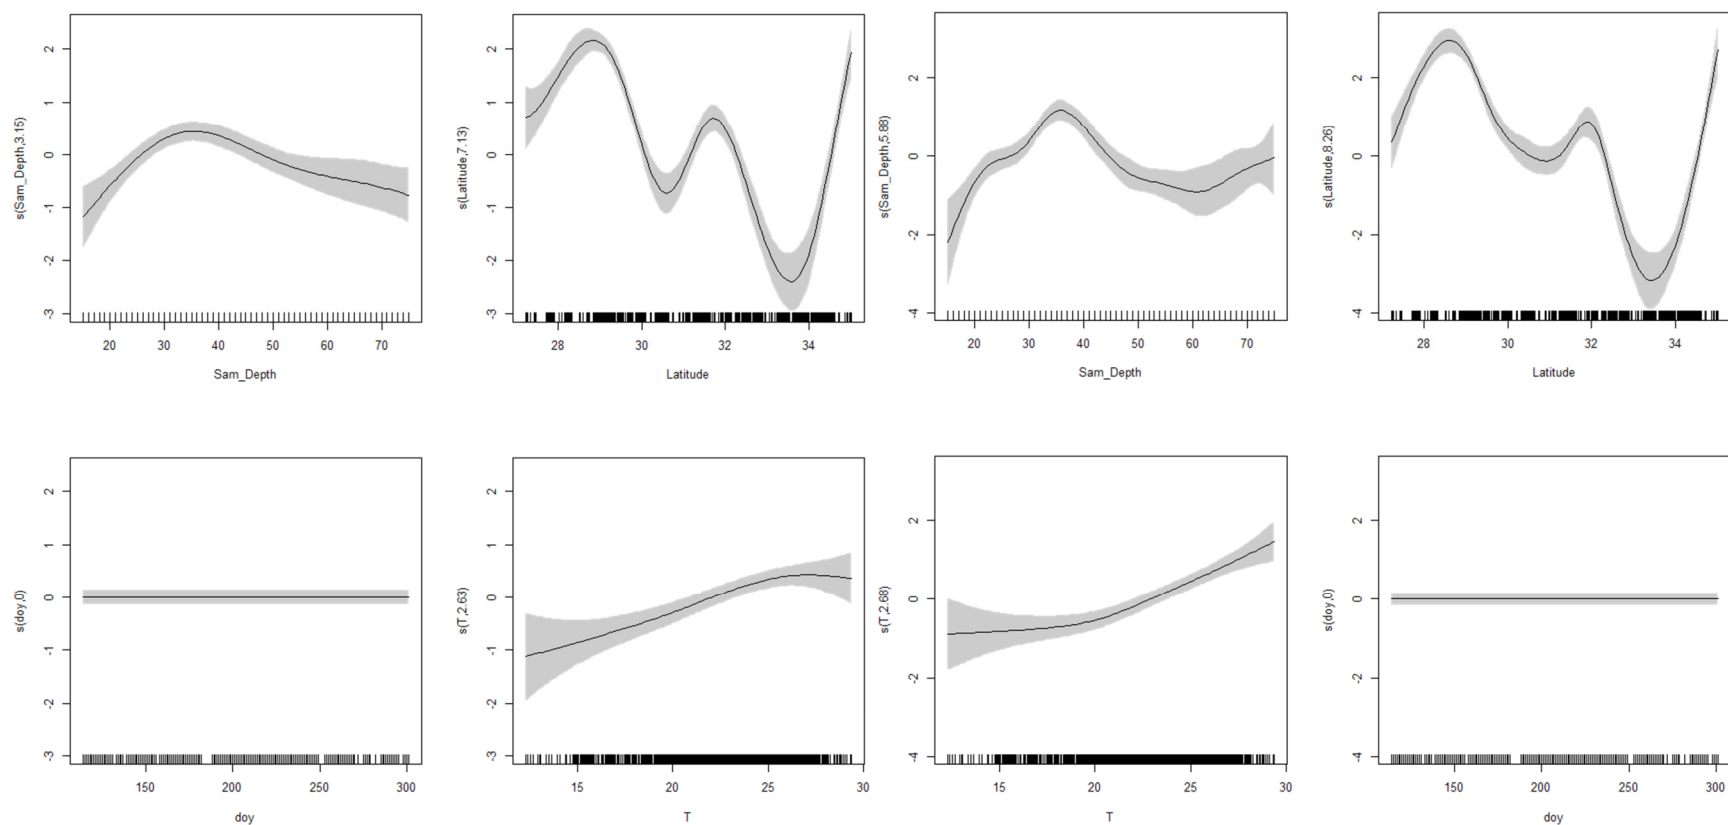 s(Sam_Depth,3.15)
2
1
0
-1
-2
-3
20 30 40 50 60 70
Sam_Depth
s(Latitude,7.13)
2
1
0
-1
-2
-3
28 30 32 34
Latitude
s(Sam_Depth,5.88)
2
0
-2
-4
20 30 40 50 60 70
Sam_Depth
s(Latitude,8.26)
2
0
-2
-4
28 30 32 34
Latitude
s(doy,0)
2
1
0
-1
-2
-3
150 200 250 300
doy
s(T,2.63)
2
1
0
-1
-2
-3
15 20 25 30
T
s(T,2.68)
2
0
-2
-4
15 20 25 30
T
s(doy,0)
2
0
-2
-4
150 200 250 300
doy